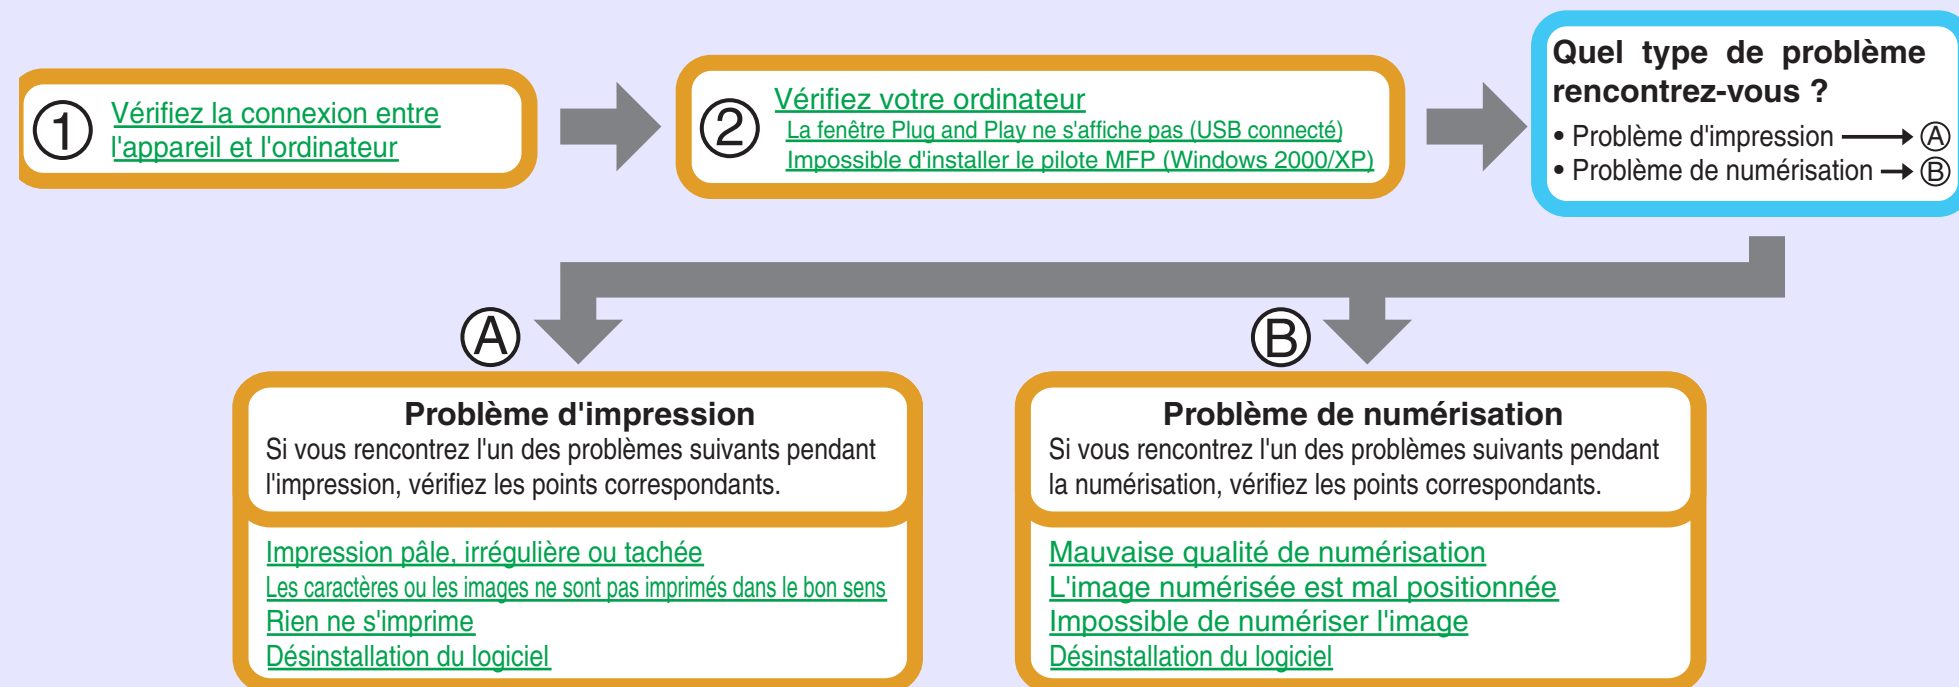 ① Vérifiez la connexion entre
l'appareil et l'ordinateur
② Vérifiez votre ordinateur
La fenêtre Plug and Play ne s'affiche pas (USB connecté)
Impossible d'installer le pilote MFP (Windows 2000/XP)
Quel type de problème
rencontrez-vous ?
• Problème d'impression → Ⓐ
• Problème de numérisation → Ⓑ
Ⓐ
Problème d'impression
Si vous rencontrez l'un des problèmes suivants pendant
l'impression, vérifiez les points correspondants.
Impression pâle, irrégulière ou tachée
Les caractères ou les images ne sont pas imprimés dans le bon sens
Rien ne s'imprime
Désinstallation du logiciel
Ⓑ
Problème de numérisation
Si vous rencontrez l'un des problèmes suivants pendant
la numérisation, vérifiez les points correspondants.
Mauvaise qualité de numérisation
L'image numérisée est mal positionnée
Impossible de numériser l'image
Désinstallation du logiciel